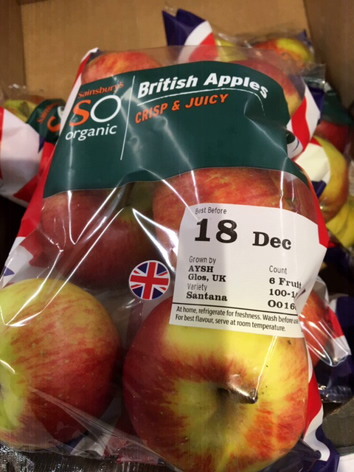 Sainsbury's
SO
organic
British Apples
CRISP & JUICY
Best Before
18 Dec
Grown by
AYSH
Glos, UK
Variety
Santana
Count
6 Fruit
At home, refrigerate for freshness. Wash before
For best flavour, serve at room temperature.